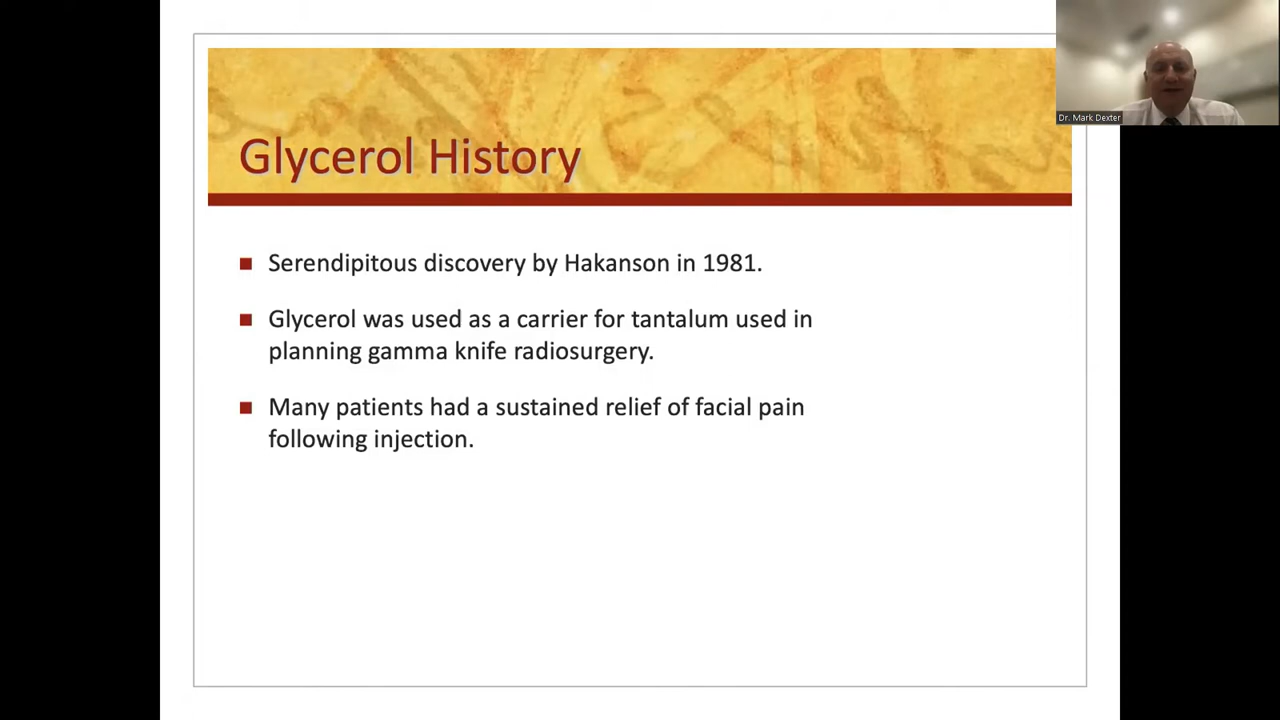 Glycerol History
Dr. Mark Dexter
Serendipitous discovery by Hakanson in 1981.
Glycerol was used as a carrier for tantalum used in
planning gamma knife radiosurgery.
Many patients had a sustained relief of facial pain
following injection.